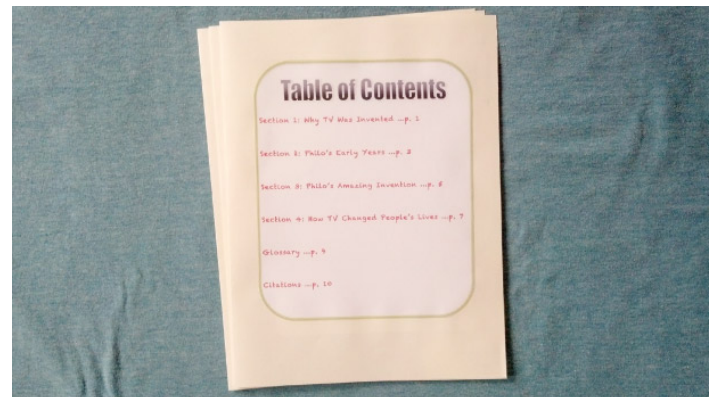 Table of Contents
Section 1: Why TV Was Invented ...p. 1
Section 2: Philo's Early Years ...p.
Section 3: Philo's Amazing Invention ...p.
Section 4: How TV Changed People's Lives ...p. 7
Glossary ...p. 9
Citations ...p. 10